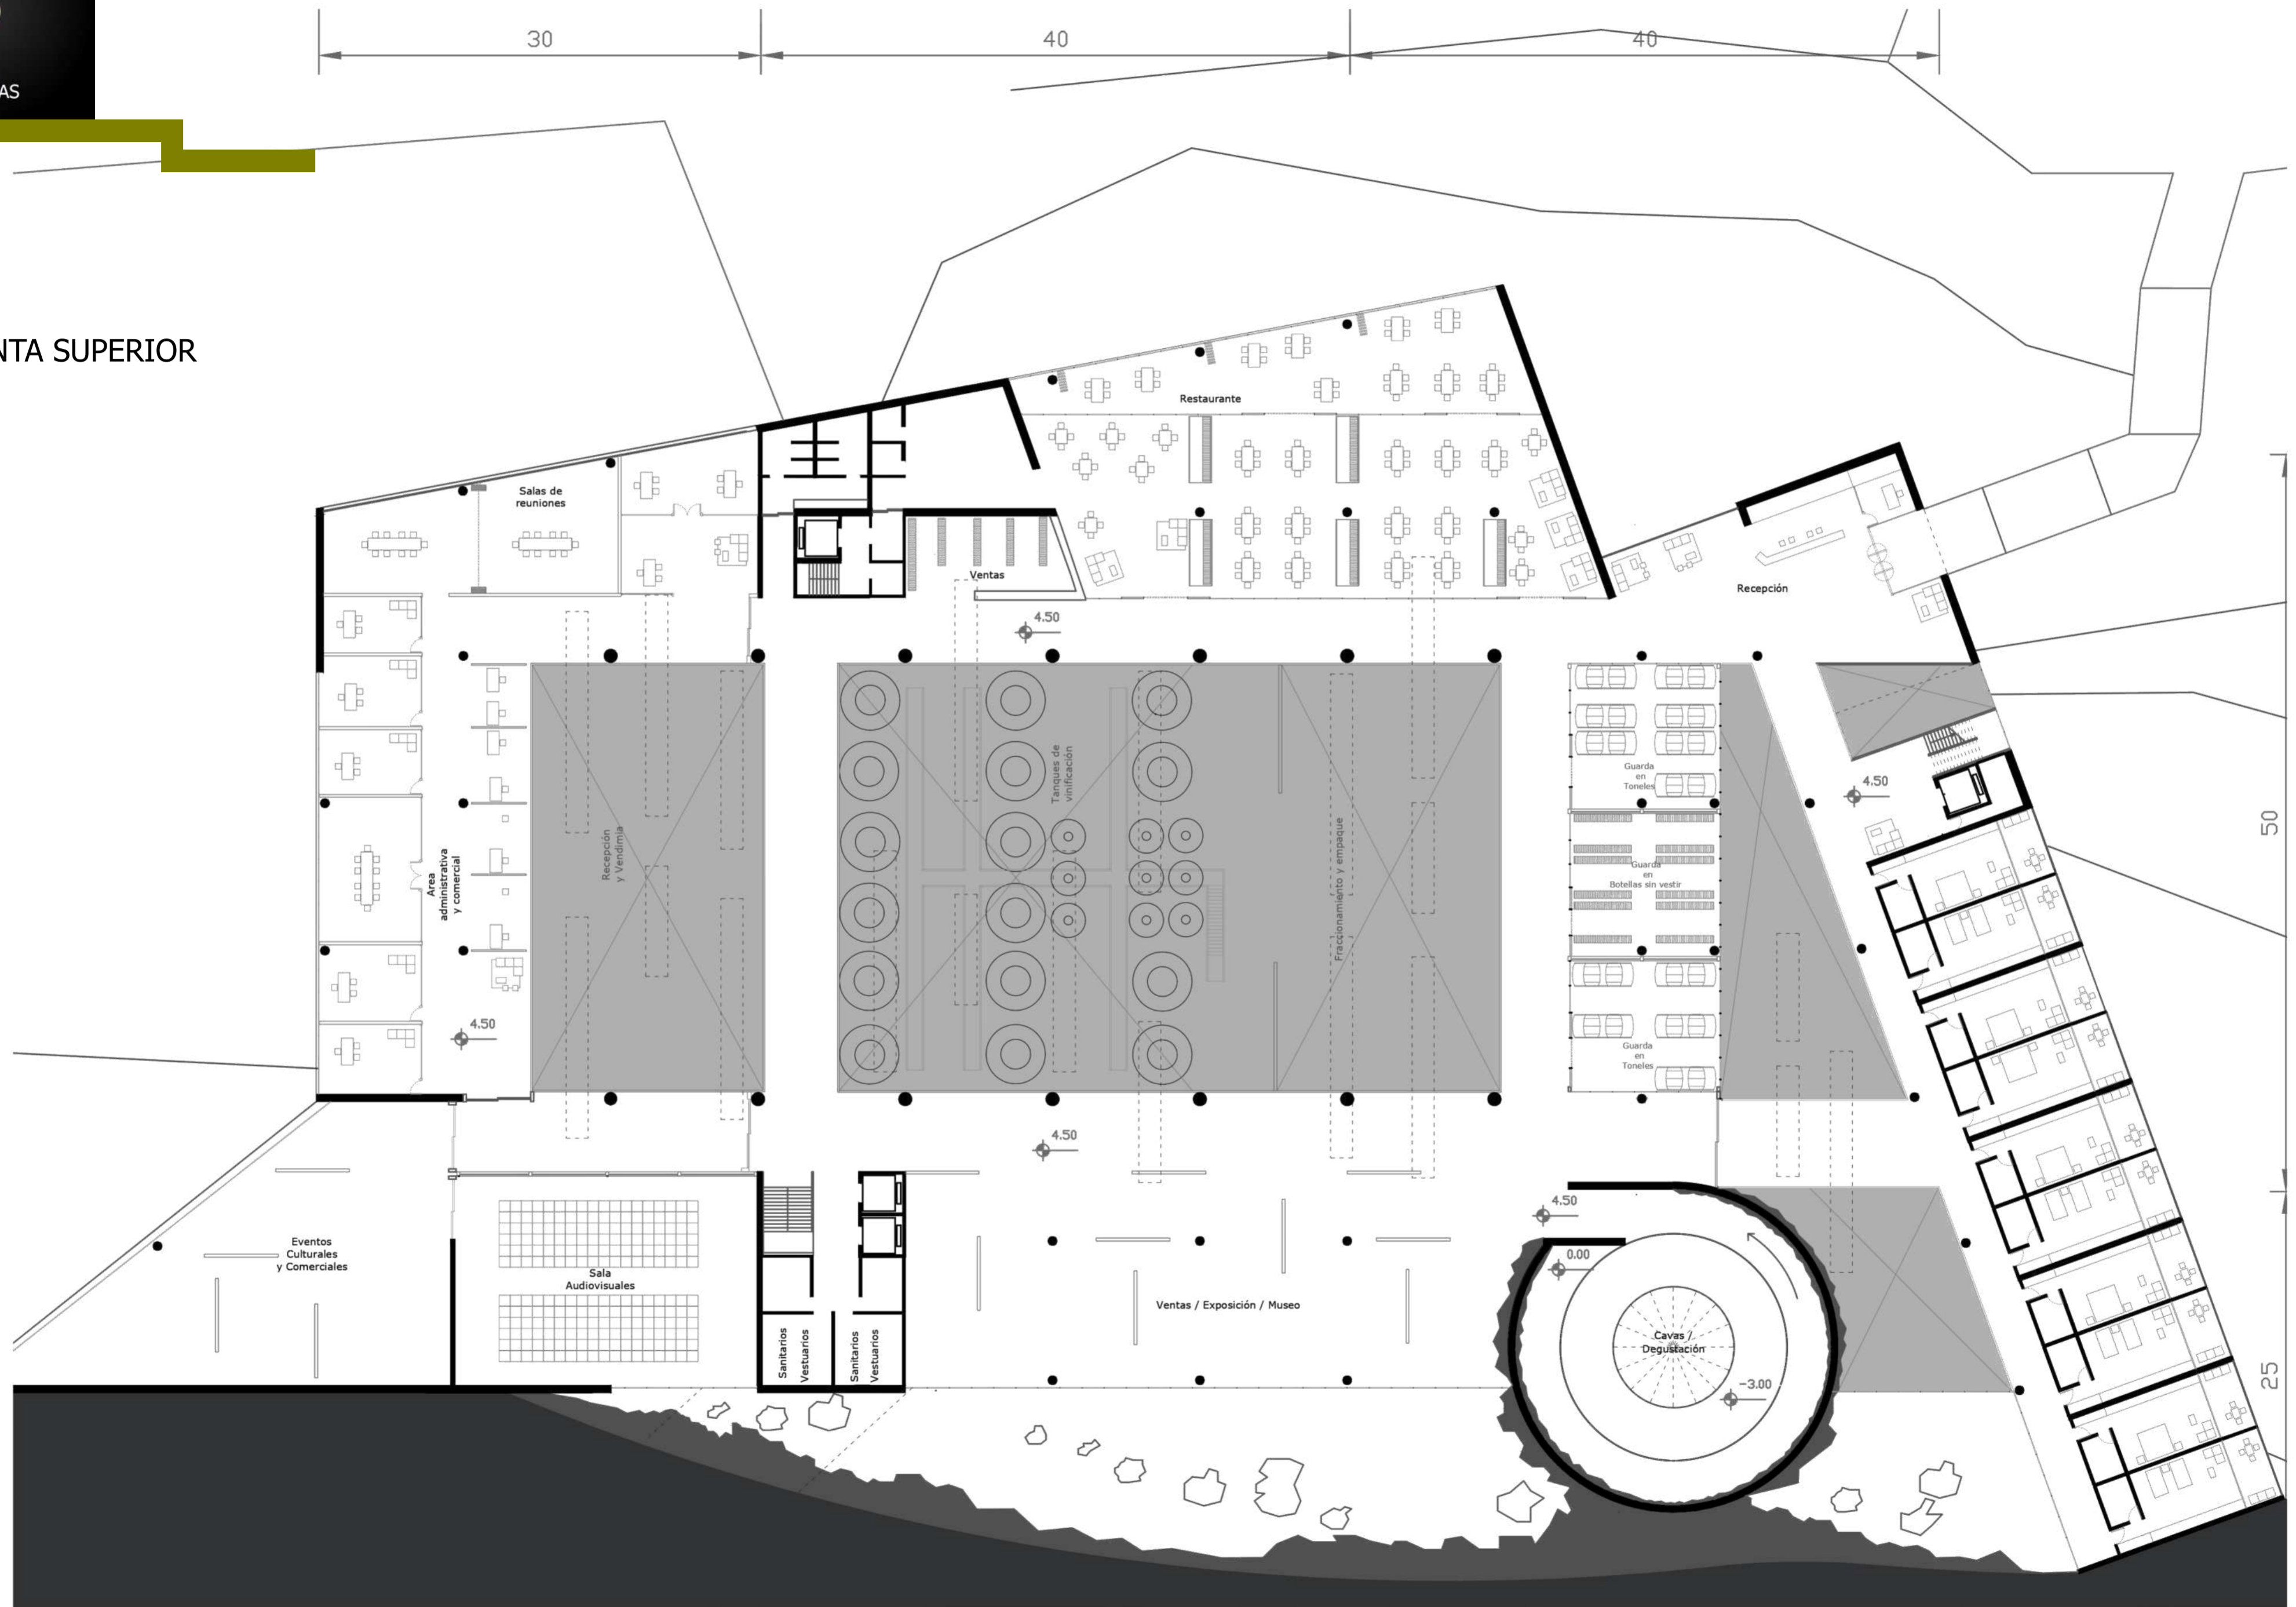 30
40
40
AS
NTA SUPERIOR
Restaurante
Salas de
reuniones
Ventas
Recepción
4.50
Tanques de
vinificación
Guarda
en
Toneles
4.50
Recepción
y Vendimia
Area
administrativa
y comercial
Fraccionamiento y empaque
Guarda
en
Botellas sin vestir
50
4.50
Guarda
en
Toneles
4.50
4.50
Eventos
Culturales
y Comerciales
0.00
Sala
Audiovisuales
Ventas / Exposición / Museo
Sanitarios
Vestuarios
Sanitarios
Vestuarios
Cavas /
Degustación
-3.00
25